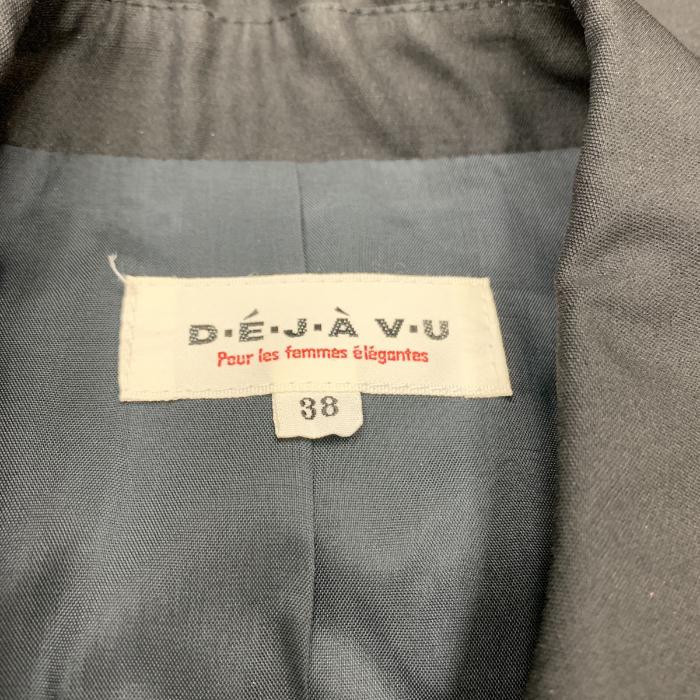 D·É·J·À V·U
Pour les femmes élégantes
38